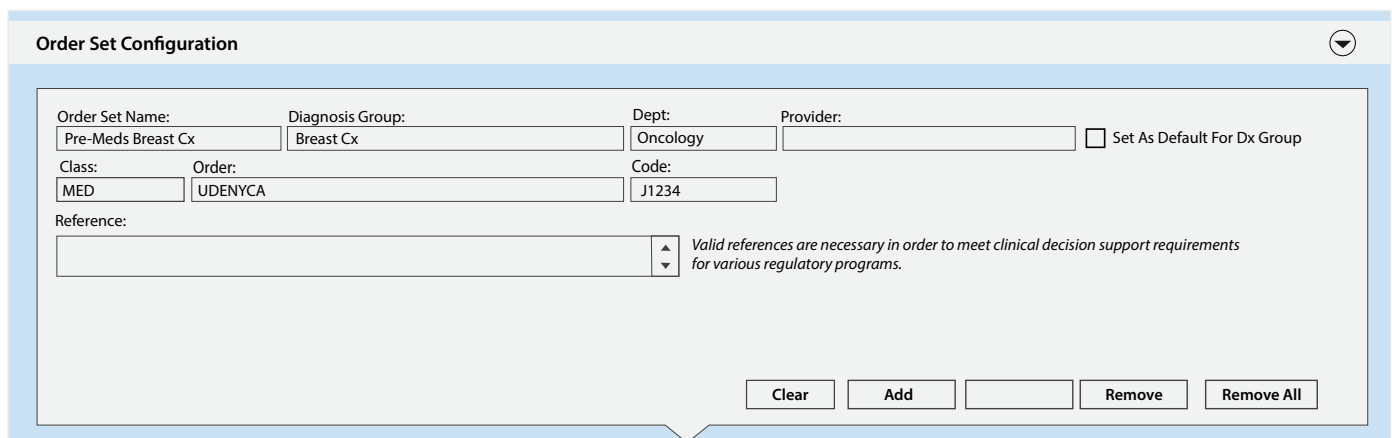 Order Set Configuration
Order Set Name: Diagnosis Group: Dept: Provider:
Pre-Meds Breast Cx Breast Cx Oncology Set As Default For Dx Group
Class: Order: Code:
MED UDENYCA J1234
Reference:
Valid references are necessary in order to meet clinical decision support requirements
for various regulatory programs.
Clear Add Remove Remove All